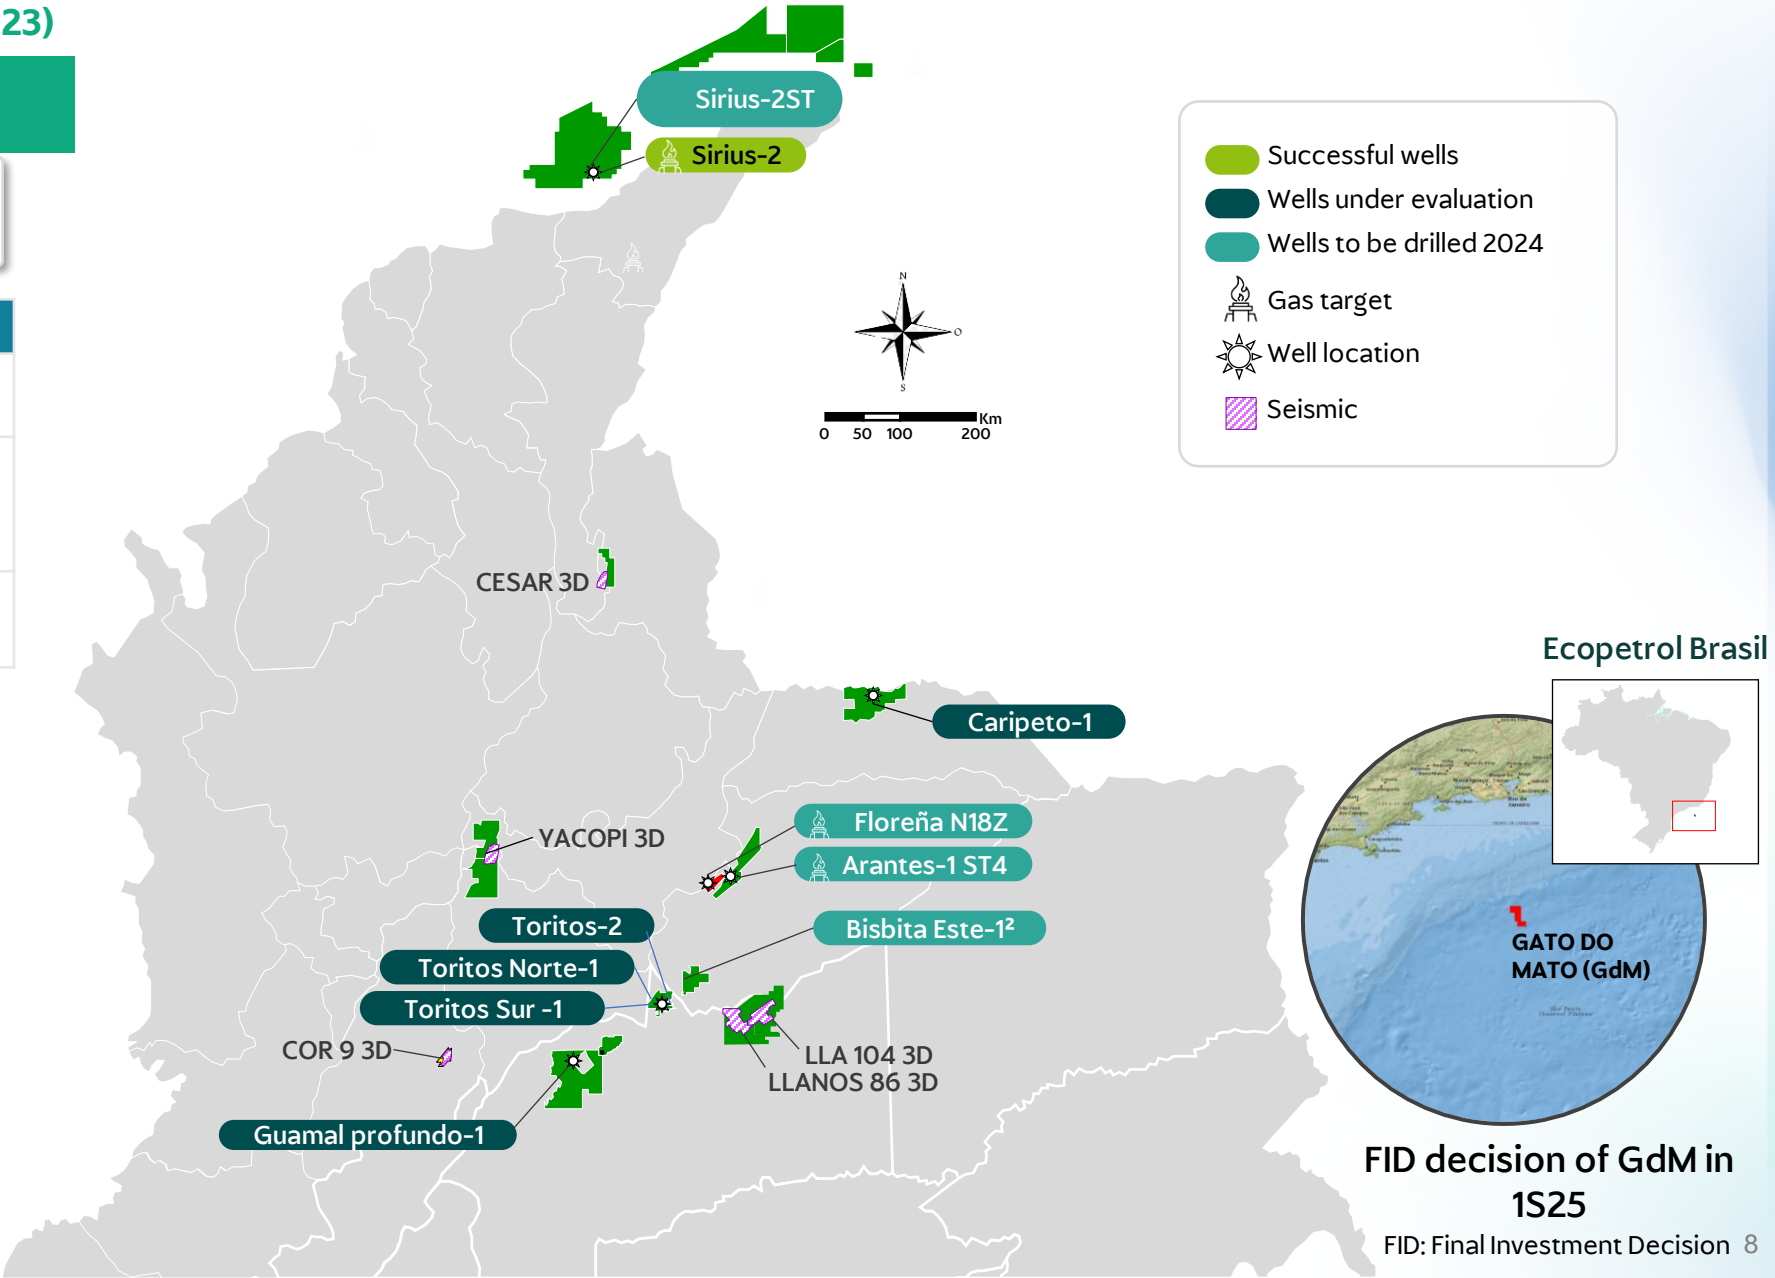 23)
Sirius-2ST
Sirius-2
Successful wells
Wells under evaluation
Wells to be drilled 2024
Gas target
Well location
Seismic
N
O
S
Km
0 50 100 200
CESAR 3D
Ecopetrol Brasil
Caripeto-1
YACOPI 3D
Floreña N18Z
Arantes-1 ST4
Toritos-2
Bisbita Este-1²
Toritos Norte-1
Toritos Sur -1
COR 9 3D
LLA 104 3D
LLANOS 86 3D
Guamal profundo-1
GATO DO
MATO (GdM)
FID decision of GdM in
1S25
FID: Final Investment Decision 8